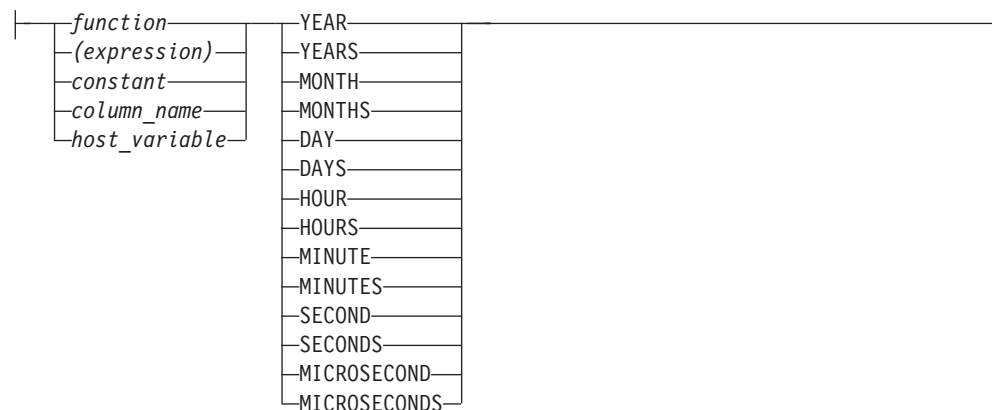 function YEAR
(expression) YEARS
constant MONTH
column_name MONTHS
host_variable DAY
DAYS
HOUR
HOURS
MINUTE
MINUTES
SECOND
SECONDS
MICROSECOND
MICROSECONDS